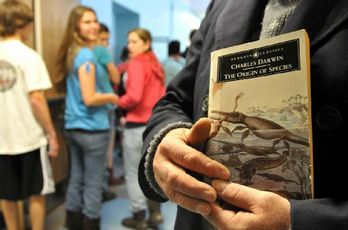 PENGUIN CLASSICS
CHARLES DARWIN
THE ORIGIN OF SPECIES